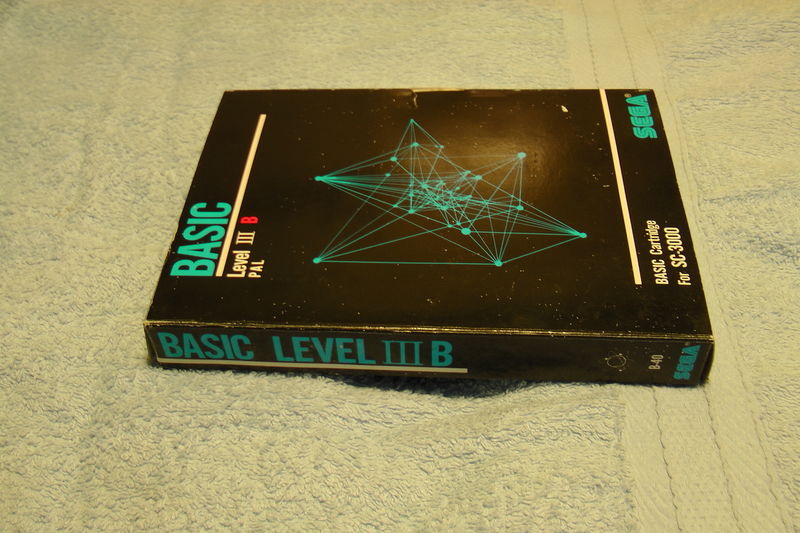 BASIC
Level III B
PAL
SEGA®
BASIC Cartridge
For SC-3000
BASIC LEVEL III B
B-40
SEGA®